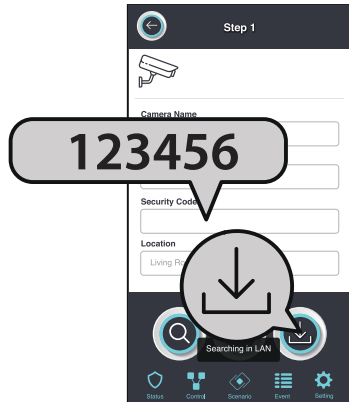 Step 1
Camera Name
123456
Security Code
Location
Living Ro
Searching in LAN
Status Control Scenario Event Setting